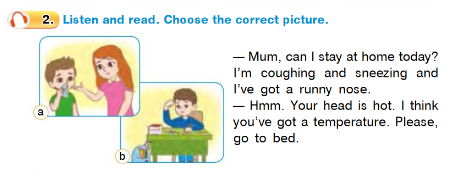 2. Listen and read. Choose the correct picture.
a
b
— Mum, can I stay at home today?
I'm coughing and sneezing and
I've got a runny nose.
— Hmm. Your head is hot. I think
you've got a temperature. Please,
go to bed.